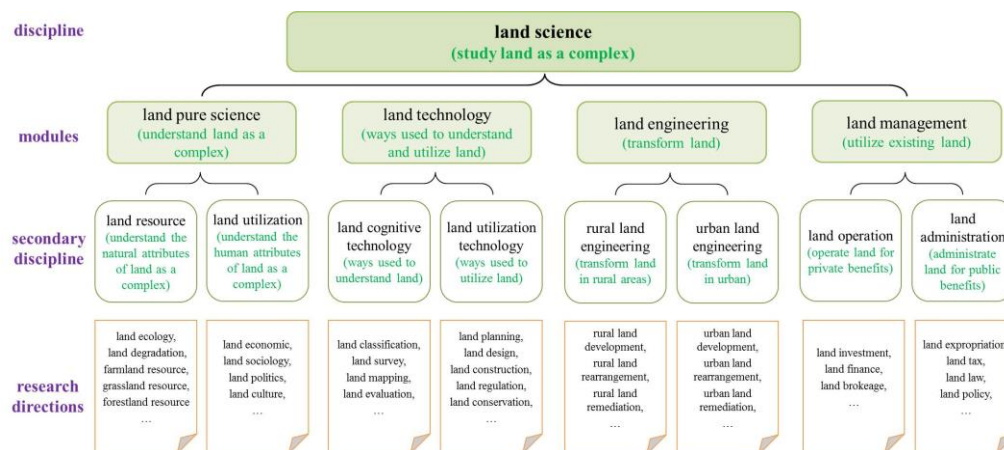 discipline
land science
(study land as a complex)
modules
land pure science
(understand land as a
complex)
land technology
(ways used to understand
and utilize land)
land engineering
(transform land)
land management
(utilize existing land)
secondary
discipline
land resource
(understand the
natural attributes
of land as a
complex)
land utilization
(understand the
human attributes
of land as a
complex)
land cognitive
technology
(ways used to
understand land)
land utilization
technology
(ways used to
utilize land)
rural land
engineering
(transform land
in rural areas)
urban land
engineering
(transform land
in urban)
land operation
(operate land for
private benefits)
land
administration
(administrate
land for public
benefits)
research
directions
land ecology,
land degradation,
farmland resource,
grassland resource,
forestland resource
…
land economic,
land sociology,
land politics,
land culture,
…
land classification,
land survey,
land mapping,
land evaluation,
…
land planning,
land design,
land construction,
land regulation,
land conservation,
…
rural land
development,
rural land
rearrangement,
rural land
remediation,
…
urban land
development,
urban land
rearrangement,
urban land
remediation,
…
land investment,
land finance,
land brokeage,
…
land expropriation,
land tax,
land law,
land policy,
…